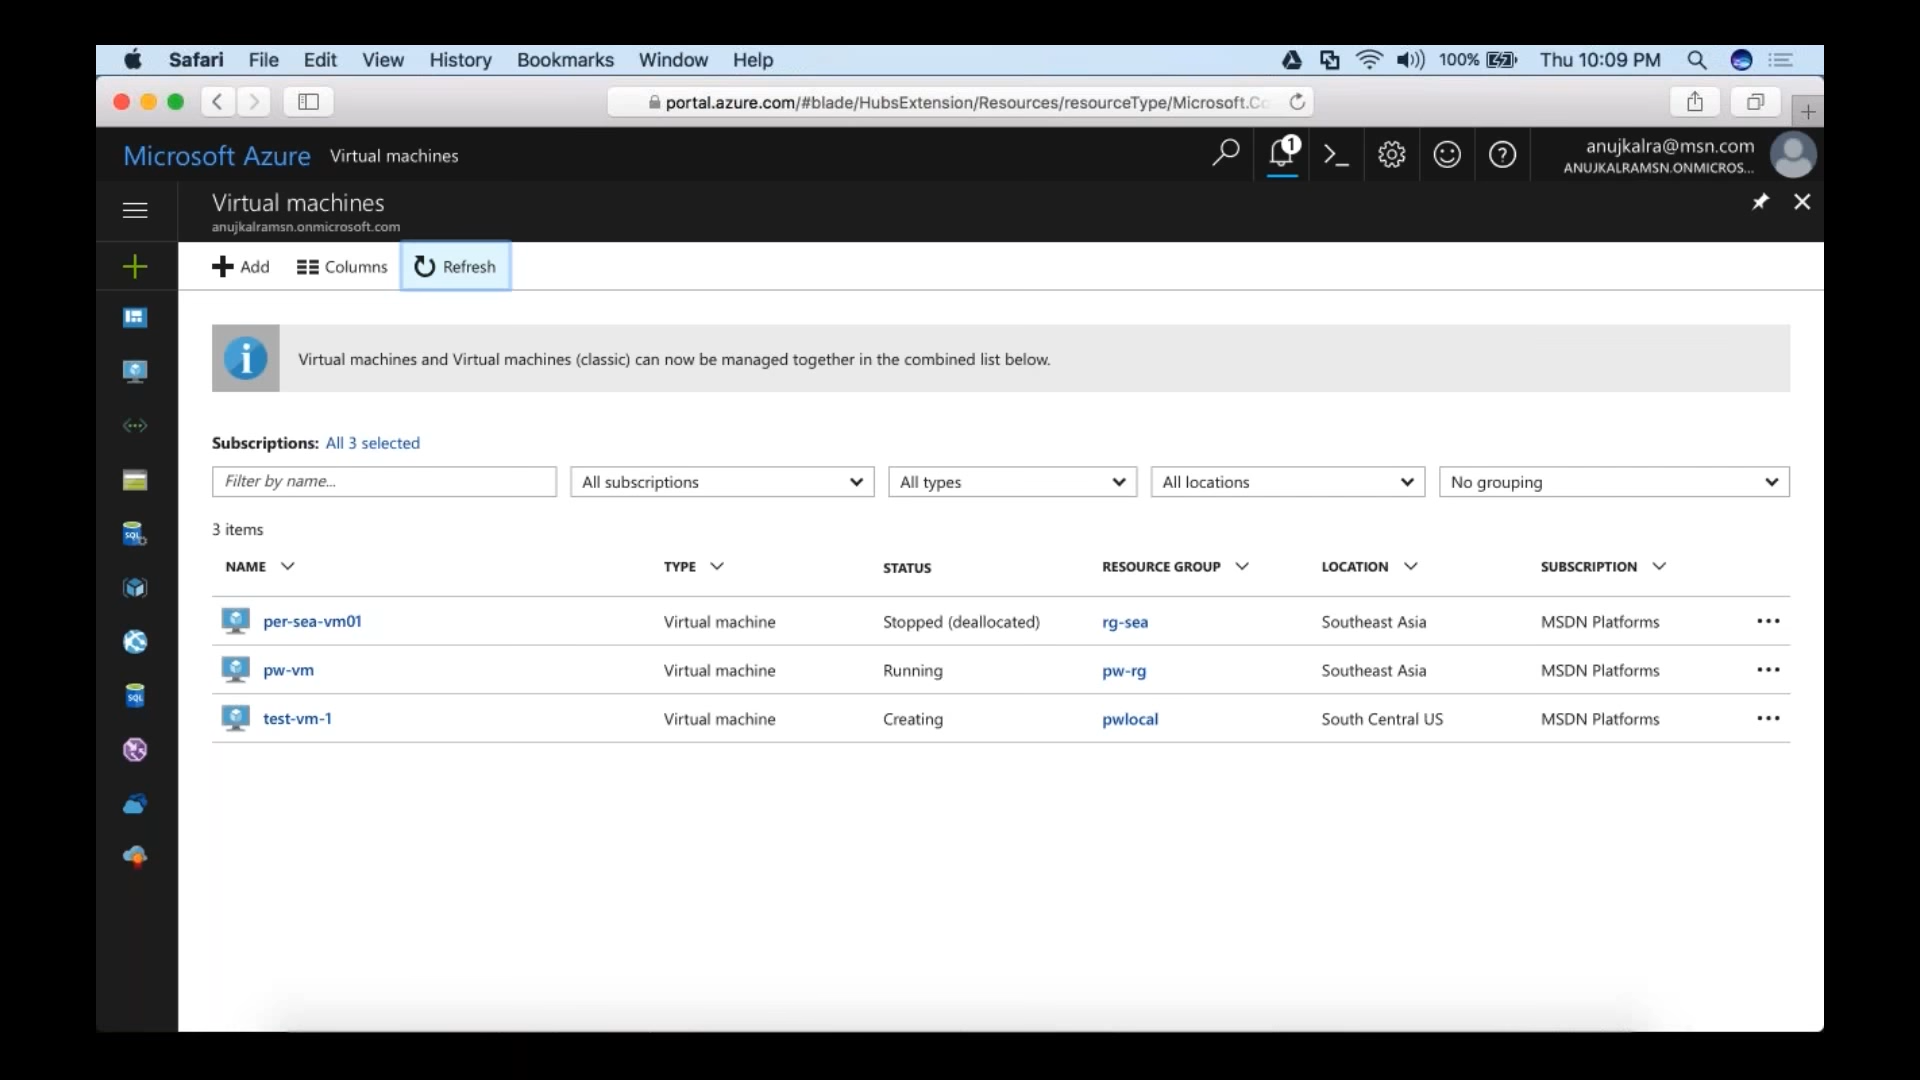 Safari File Edit View History Bookmarks Window Help 100% Thu 10:09 PM
portal.azure.com/#blade/HubsExtension/Resources/resourceType/Microsoft.Co
Microsoft Azure Virtual machines 1 anujkalra@msn.com
ANUJKALRAMSN.ONMICROS...
Virtual machines
anujkalramsn.onmicrosoft.com
Add Columns Refresh
Virtual machines and Virtual machines (classic) can now be managed together in the combined list below.
Subscriptions: All 3 selected
Filter by name... All subscriptions All types All locations No grouping
3 items
NAME TYPE STATUS RESOURCE GROUP LOCATION SUBSCRIPTION
per-sea-vm01 Virtual machine Stopped (deallocated) rg-sea Southeast Asia MSDN Platforms ...
pw-vm Virtual machine Running pw-rg Southeast Asia MSDN Platforms ...
test-vm-1 Virtual machine Creating pwlocal South Central US MSDN Platforms ...
SQL
SQL